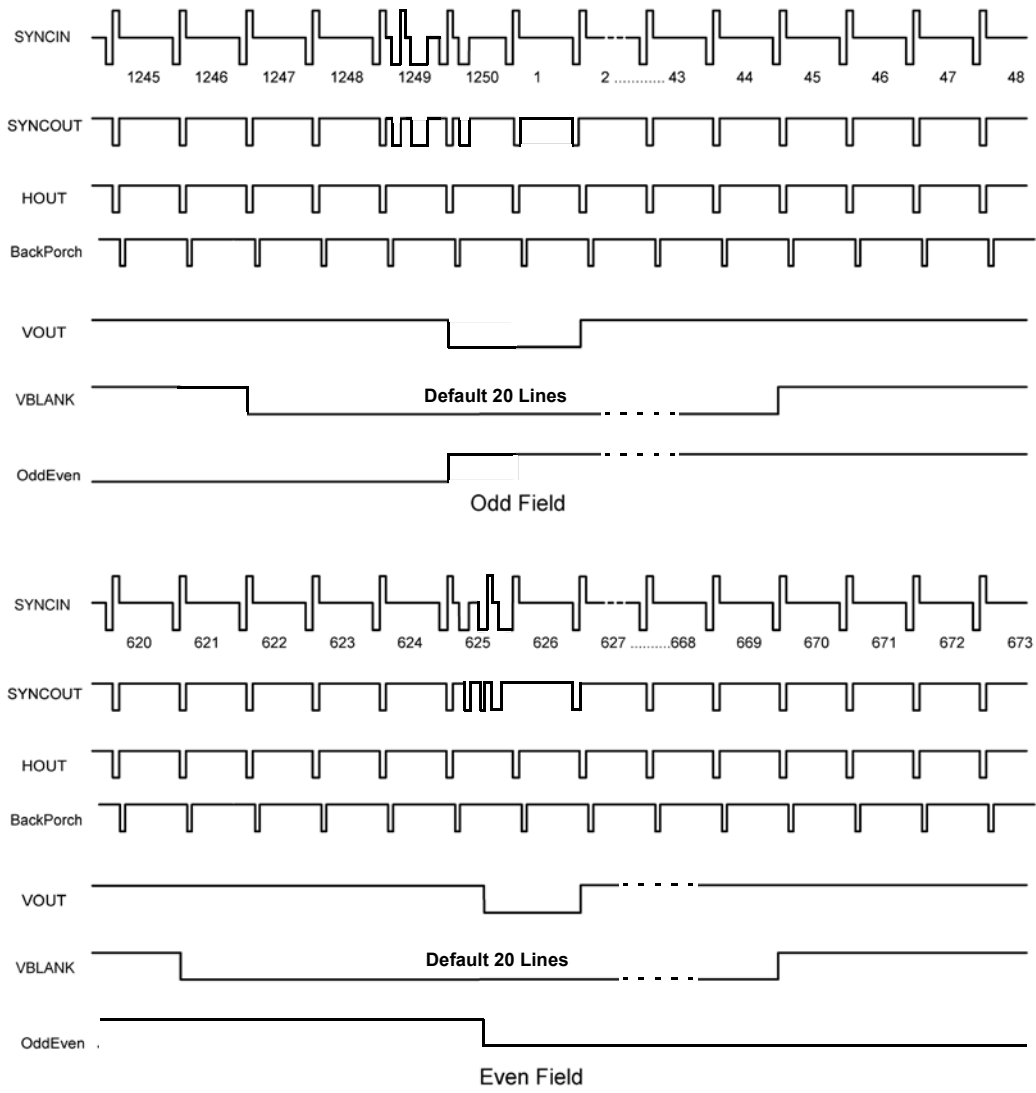 SYNCIN
1245 1246 1247 1248 1249 1250 1 2 ............. 43 44 45 46 47 48
SYNCOUT
HOUT
BackPorch
VOUT
VBLANK
Default 20 Lines
OddEven
Odd Field
SYNCIN
620 621 622 623 624 625 626 627 ..........668 669 670 671 672 673
SYNCOUT
HOUT
BackPorch
VOUT
VBLANK
Default 20 Lines
OddEven
Even Field